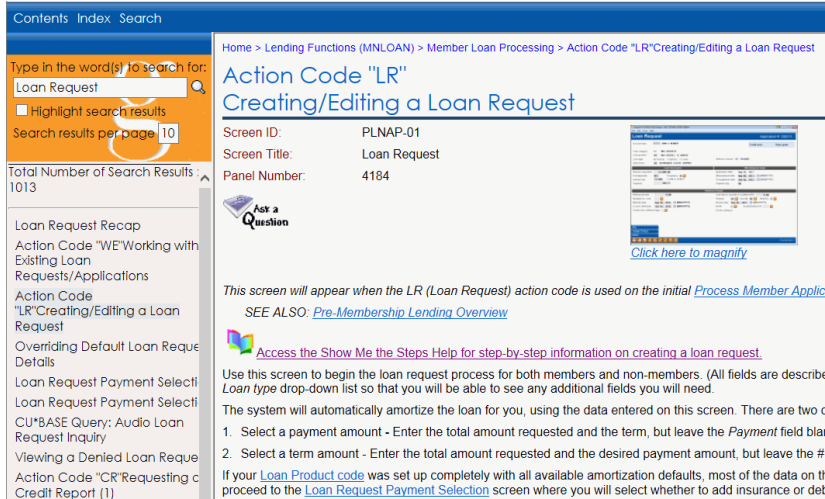 Contents Index Search
Type in the word(s) to search for:
Loan Request
Highlight search results
Search results per page 10
Total Number of Search Results :
1013
Loan Request Recap
Action Code "WE"Working with
Existing Loan
Requests/Applications
Action Code
"LR"Creating/Editing a Loan
Request
Overriding Default Loan Reque
Details
Loan Request Payment Selecti
Loan Request Payment Selecti
CU*BASE Query: Audio Loan
Request Inquiry
Viewing a Denied Loan Reque
Action Code "CR"Requesting a
Credit Report (1)
Home > Lending Functions (MNLOAN) > Member Loan Processing > Action Code "LR"Creating/Editing a Loan Request
Action Code "LR"
Creating/Editing a Loan Request
Screen ID: PLNAP-01
Screen Title: Loan Request
Panel Number: 4184
Ask a
Question
Loan Request
Click here to magnify
This screen will appear when the LR (Loan Request) action code is used on the initial Process Member Applic
SEE ALSO: Pre-Membership Lending Overview
Access the Show Me the Steps Help for step-by-step information on creating a loan request.
Use this screen to begin the loan request process for both members and non-members. (All fields are describe
Loan type drop-down list so that you will be able to see any additional fields you will need.
The system will automatically amortize the loan for you, using the data entered on this screen. There are two
1. Select a payment amount - Enter the total amount requested and the term, but leave the Payment field bla
2. Select a term amount - Enter the total amount requested and the desired payment amount, but leave the #
If your Loan Product code was set up completely with all available amortization defaults, most of the data on th
proceed to the Loan Request Payment Selection screen where you will select whether to add insurance or deb